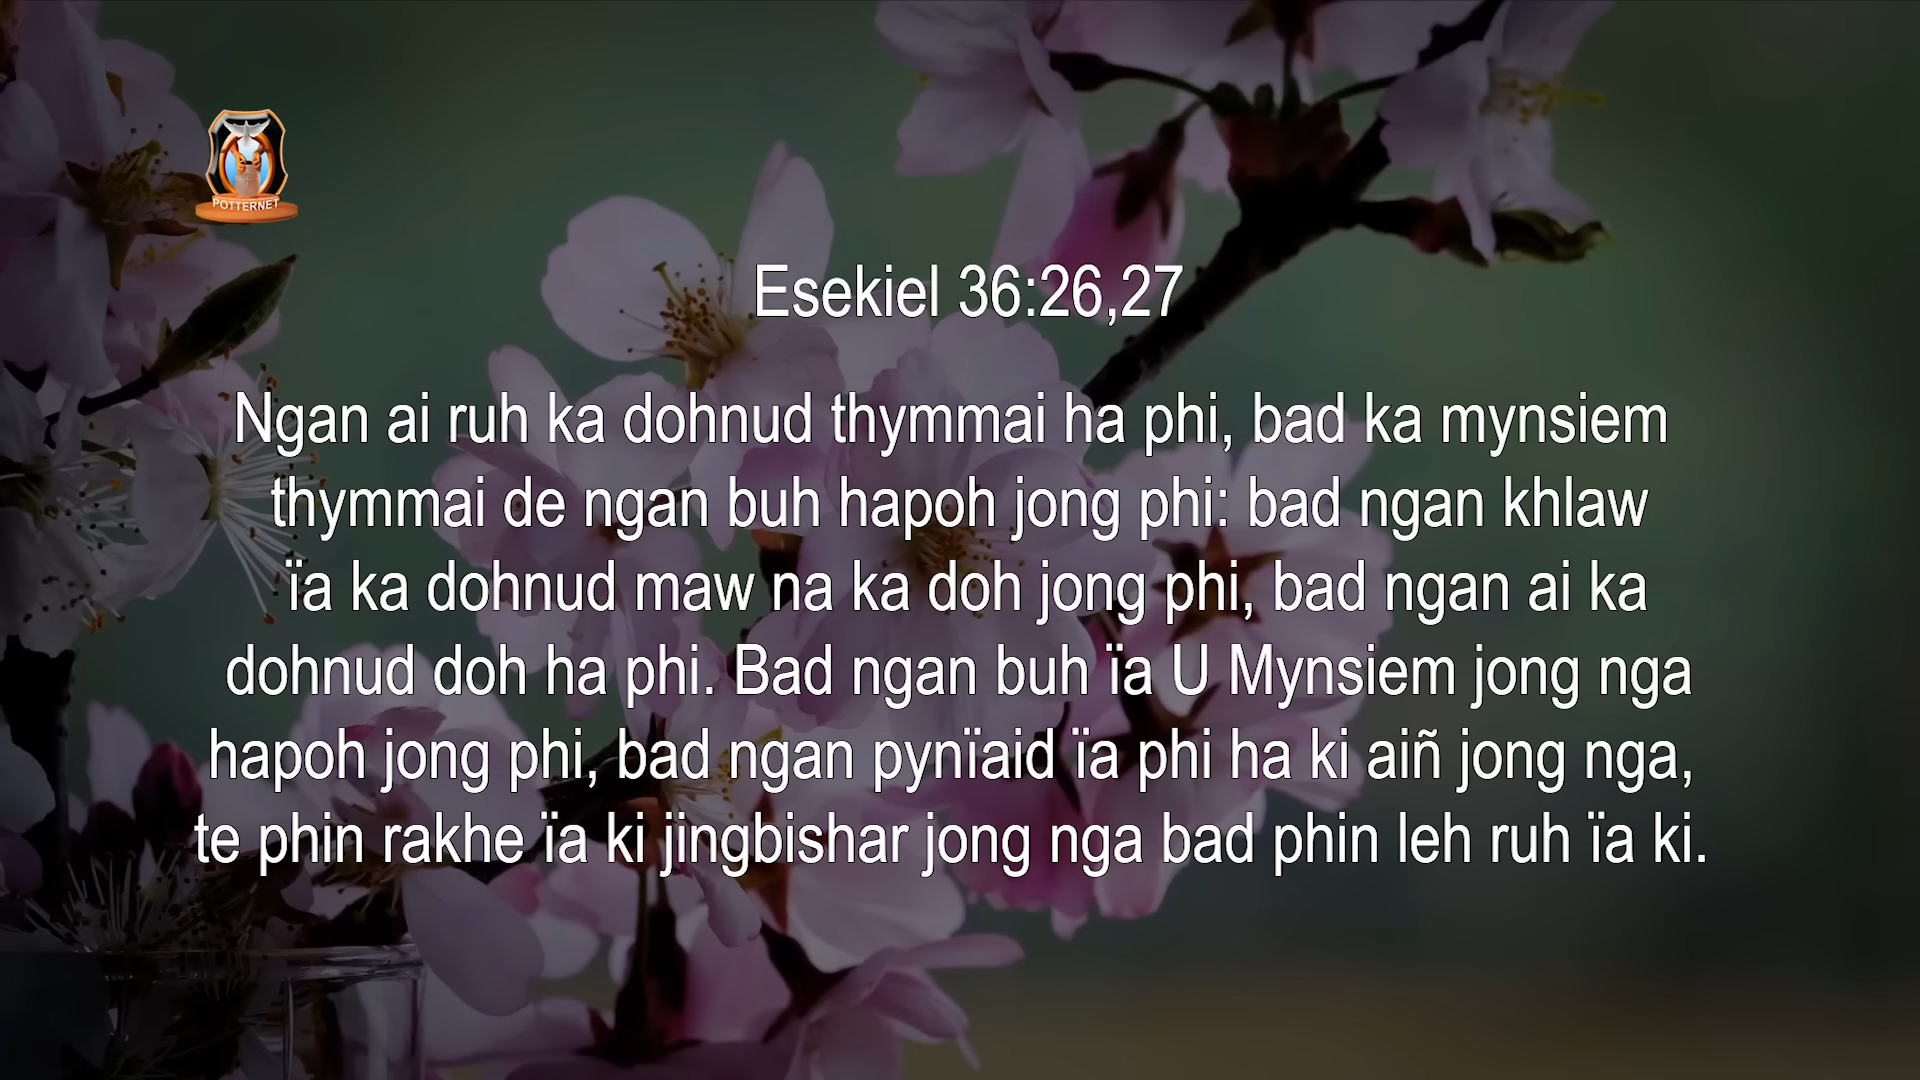 POTTERNET
Esekiel 36:26,27
Ngan ai ruh ka dohnud thymmai ha phi, bad ka mynsiem
thymmai de ngan buh hapoh jong phi: bad ngan khlaw
ïa ka dohnud maw na ka doh jong phi, bad ngan ai ka
dohnud doh ha phi. Bad ngan buh ïa U Mynsiem jong nga
hapoh jong phi, bad ngan pynïaid ïa phi ha ki aiñ jong nga,
te phin rakhe ïa ki jingbishar jong nga bad phin leh ruh ïa ki.